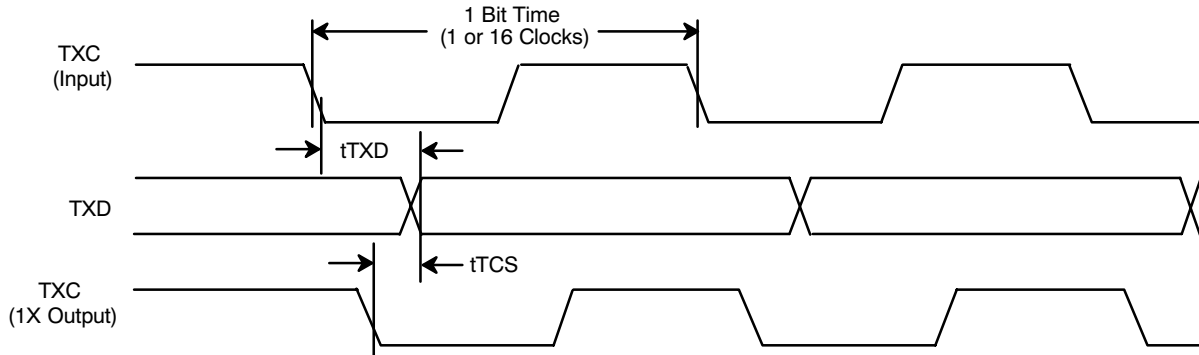 1 Bit Time
(1 or 16 Clocks)
TXC
(Input)
tTXD
TXD
tTCS
TXC
(1X Output)